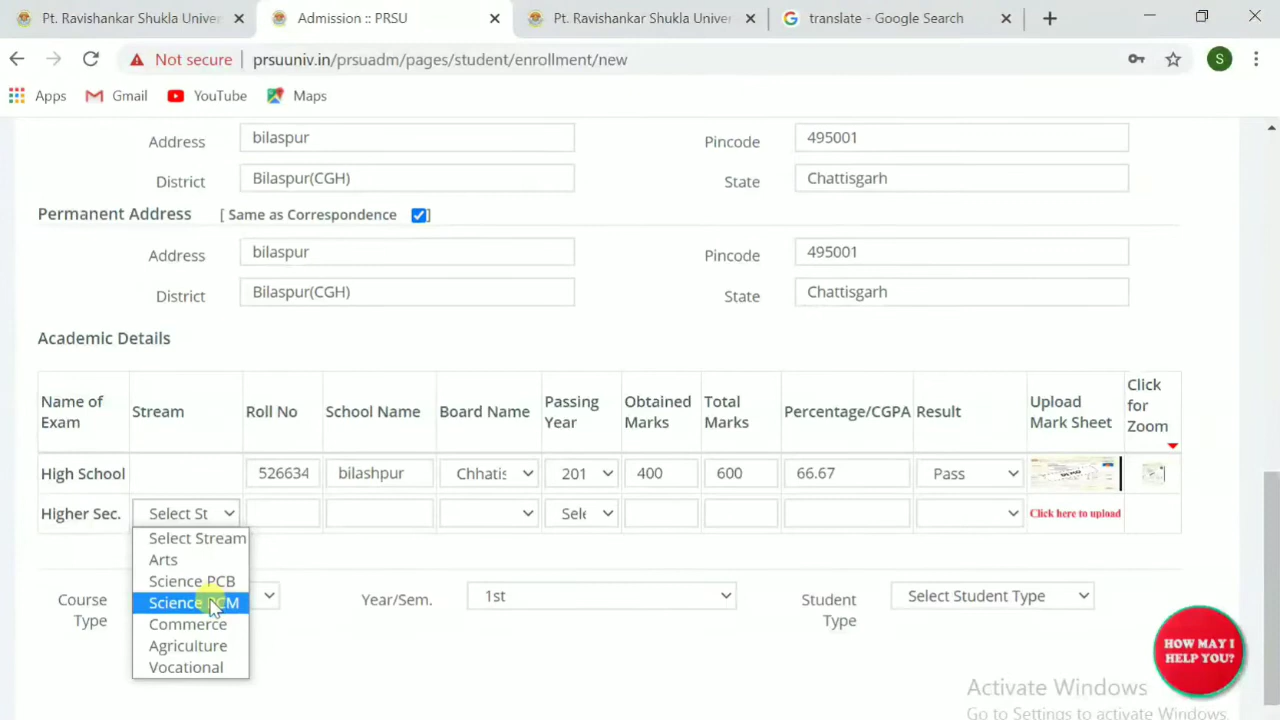 Pt. Ravishankar Shukla Univer
Admission :: PRSU
Pt. Ravishankar Shukla Univer
translate - Google Search
Not secure
prsuuniv.in/prsuadm/pages/student/enrollment/new
S
Apps
Gmail
YouTube
Maps
Address bilaspur Pincode 495001
District Bilaspur(CGH) State Chattisgarh
Permanent Address [ Same as Correspondence ]
Address bilaspur Pincode 495001
District Bilaspur(CGH) State Chattisgarh
Academic Details
Name of Exam
Stream
Roll No
School Name
Board Name
Passing Year
Obtained Marks
Total Marks
Percentage/CGPA
Result
Upload Mark Sheet
Click for Zoom
High School 526634 bilashpur Chhatis 201 400 600 66.67 Pass
Higher Sec. Select St Sele Click here to upload
Select Stream
Arts
Science PCB
Science PCM
Commerce
Agriculture
Vocational
Course Type
Year/Sem. 1st
Student Type Select Student Type
HOW MAY I
HELP YOU?
Activate Windows
Go to Settings to activate Windows.